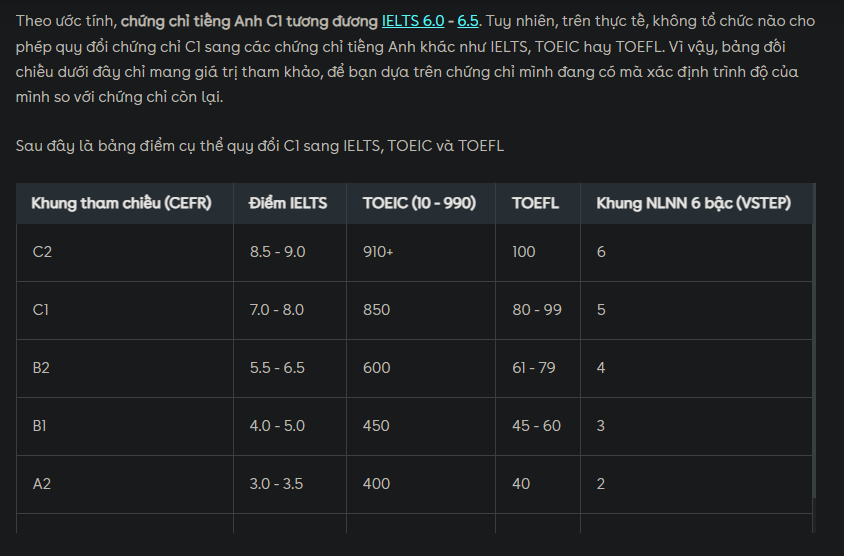 Theo ước tính, chứng chỉ tiếng Anh C1 tương đương IELTS 6.0 - 6.5. Tuy nhiên, trên thực tế, không tổ chức nào cho
phép quy đổi chứng chỉ C1 sang các chứng chỉ tiếng Anh khác như IELTS, TOEIC hay TOEFL. Vì vậy, bảng đối
chiếu dưới đây chỉ mang giá trị tham khảo, để bạn dựa trên chứng chỉ mình đang có mà xác định trình độ của
mình so với chứng chỉ còn lại.
Sau đây là bảng điểm cụ thể quy đổi C1 sang IELTS, TOEIC và TOEFL
Khung tham chiếu (CEFR) Điểm IELTS TOEIC (10 - 990) TOEFL Khung NLNN 6 bậc (VSTEP)
C2 8.5 - 9.0 910+ 100 6
C1 7.0 - 8.0 850 80 - 99 5
B2 5.5 - 6.5 600 61 - 79 4
B1 4.0 - 5.0 450 45 - 60 3
A2 3.0 - 3.5 400 40 2